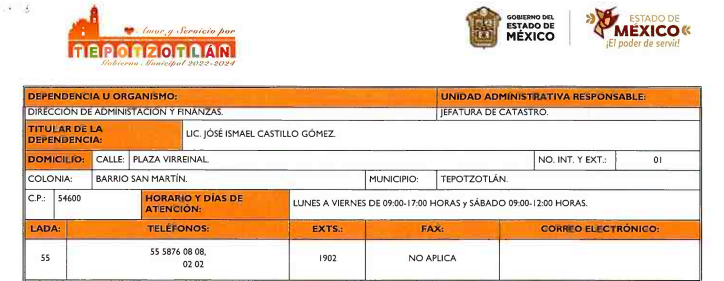 Amor y Servicio por
TEPOTZOTLÁN
Gobierno Municipal 2022-2024
GOBIERNO DEL
ESTADO DE
MÉXICO
ESTADO DE
MÉXICO
¡El poder de servir!
DEPENDENCIA U ORGANISMO: UNIDAD ADMINISTRATIVA RESPONSABLE:
DIRECCIÓN DE ADMINISTACIÓN Y FINANZAS. JEFATURA DE CATASTRO.
TITULAR DE LA
DEPENDENCIA: LIC. JÓSÉ ISMAEL CASTILLO GÓMEZ.
DOMICILIO: CALLE: PLAZA VIRREINAL. NO. INT. Y EXT.: 01
COLONIA: BARRIO SAN MARTÍN. MUNICIPIO: TEPOTZOTLÁN.
C.P.: 54600 HORARIO Y DÍAS DE
ATENCIÓN: LUNES A VIERNES DE 09:00-17:00 HORAS y SÁBADO 09:00-12:00 HORAS.
LADA: TELÉFONOS: EXTS.: FAX: CORREO ELECTRÓNICO:
55 55 5876 08 08, 1902 NO APLICA
02 02